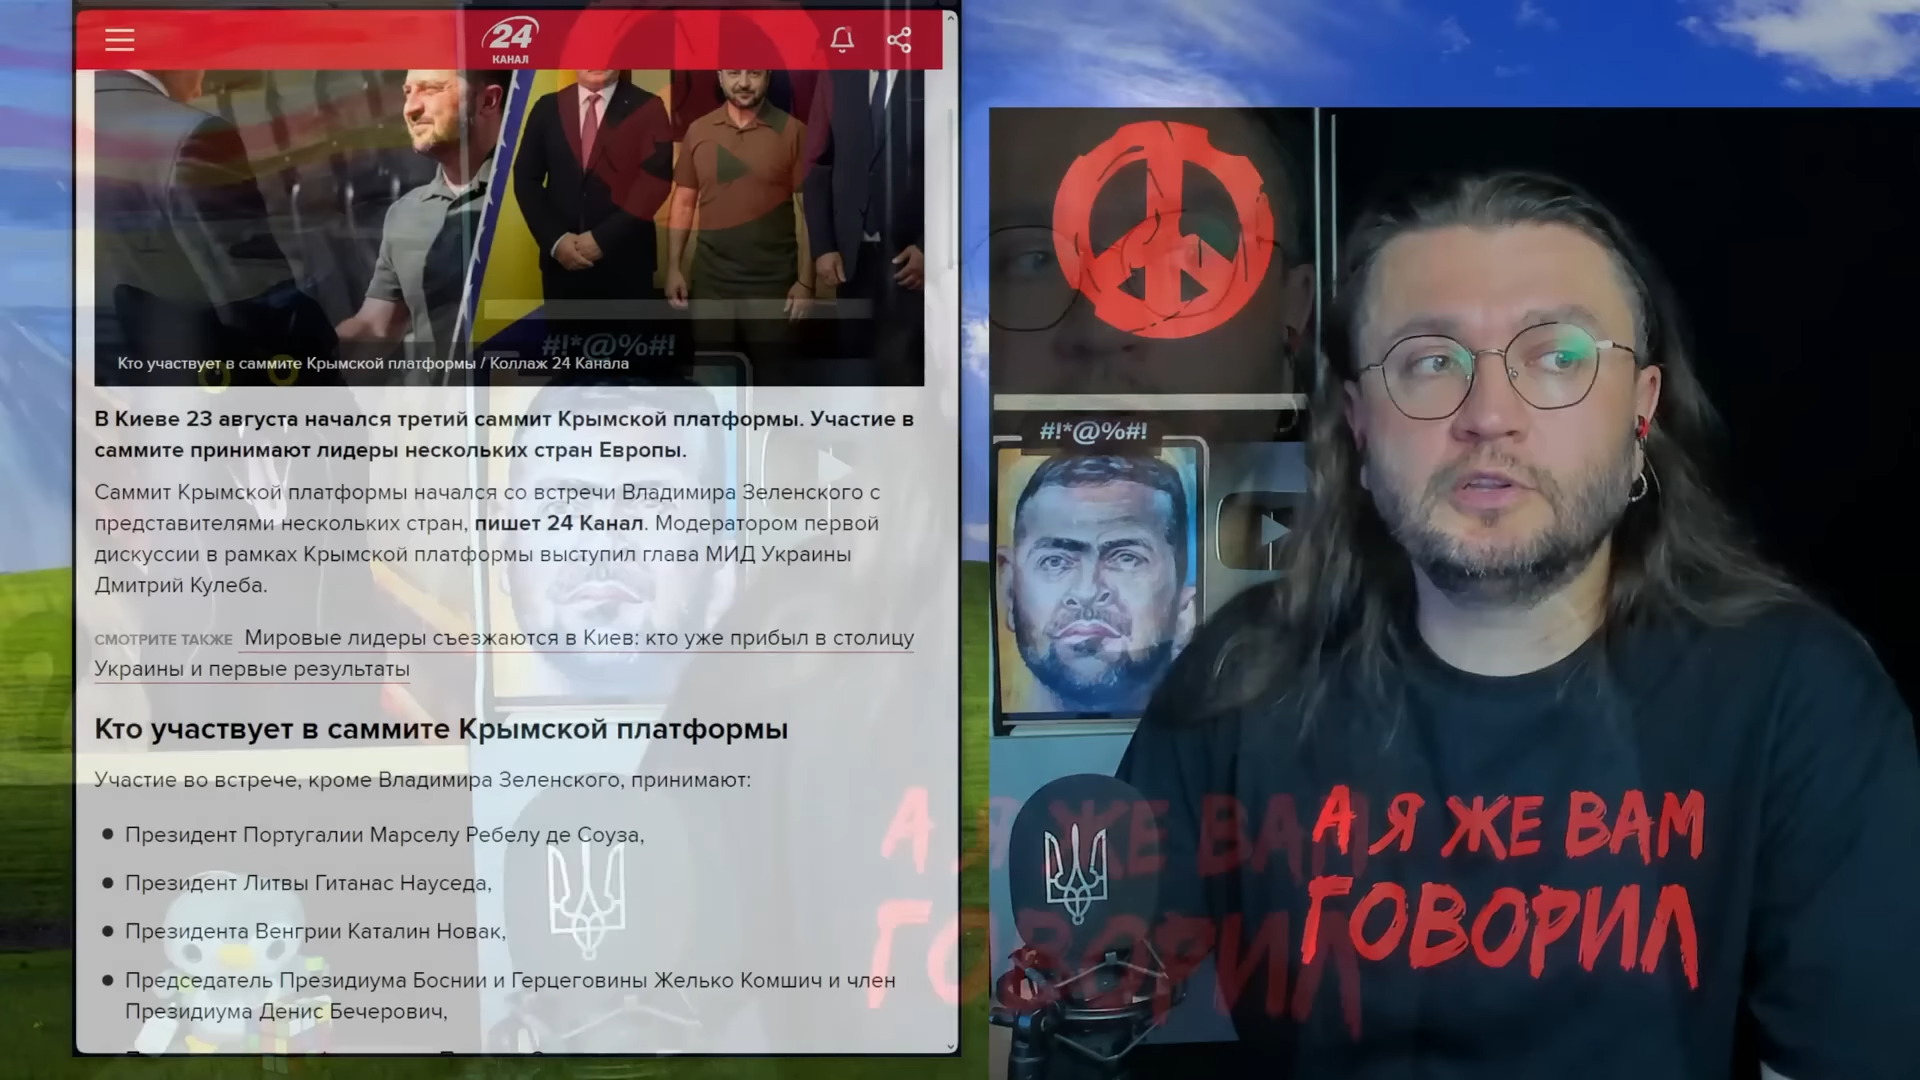 24
КАНАЛ
#!*@%#!
Кто участвует в саммите Крымской платформы / Коллаж 24 Канала
В Киеве 23 августа начался третий саммит Крымской платформы. Участие в
саммите принимают лидеры нескольких стран Европы.
Саммит Крымской платформы начался со встречи Владимира Зеленского с
представителями нескольких стран, пишет 24 Канал. Модератором первой
дискуссии в рамках Крымской платформы выступил глава МИД Украины
Дмитрий Кулеба.
СМОТРИТЕ ТАКЖЕ Мировые лидеры съезжаются в Киев: кто уже прибыл в столицу
Украины и первые результаты
Кто участвует в саммите Крымской платформы
Участие во встрече, кроме Владимира Зеленского, принимают:
● Президент Португалии Марселу Ребелу де Соуза,
● Президент Литвы Гитанас Науседа,
● Президента Венгрии Каталин Новак,
● Председатель Президиума Боснии и Герцеговины Желько Комшич и член
Президиума Денис Бечерович,
#!*@%#!
А Я ЖЕ ВАМ
ГОВОРИЛ
А Я ЖЕ ВАМ
ГОВОРИЛ